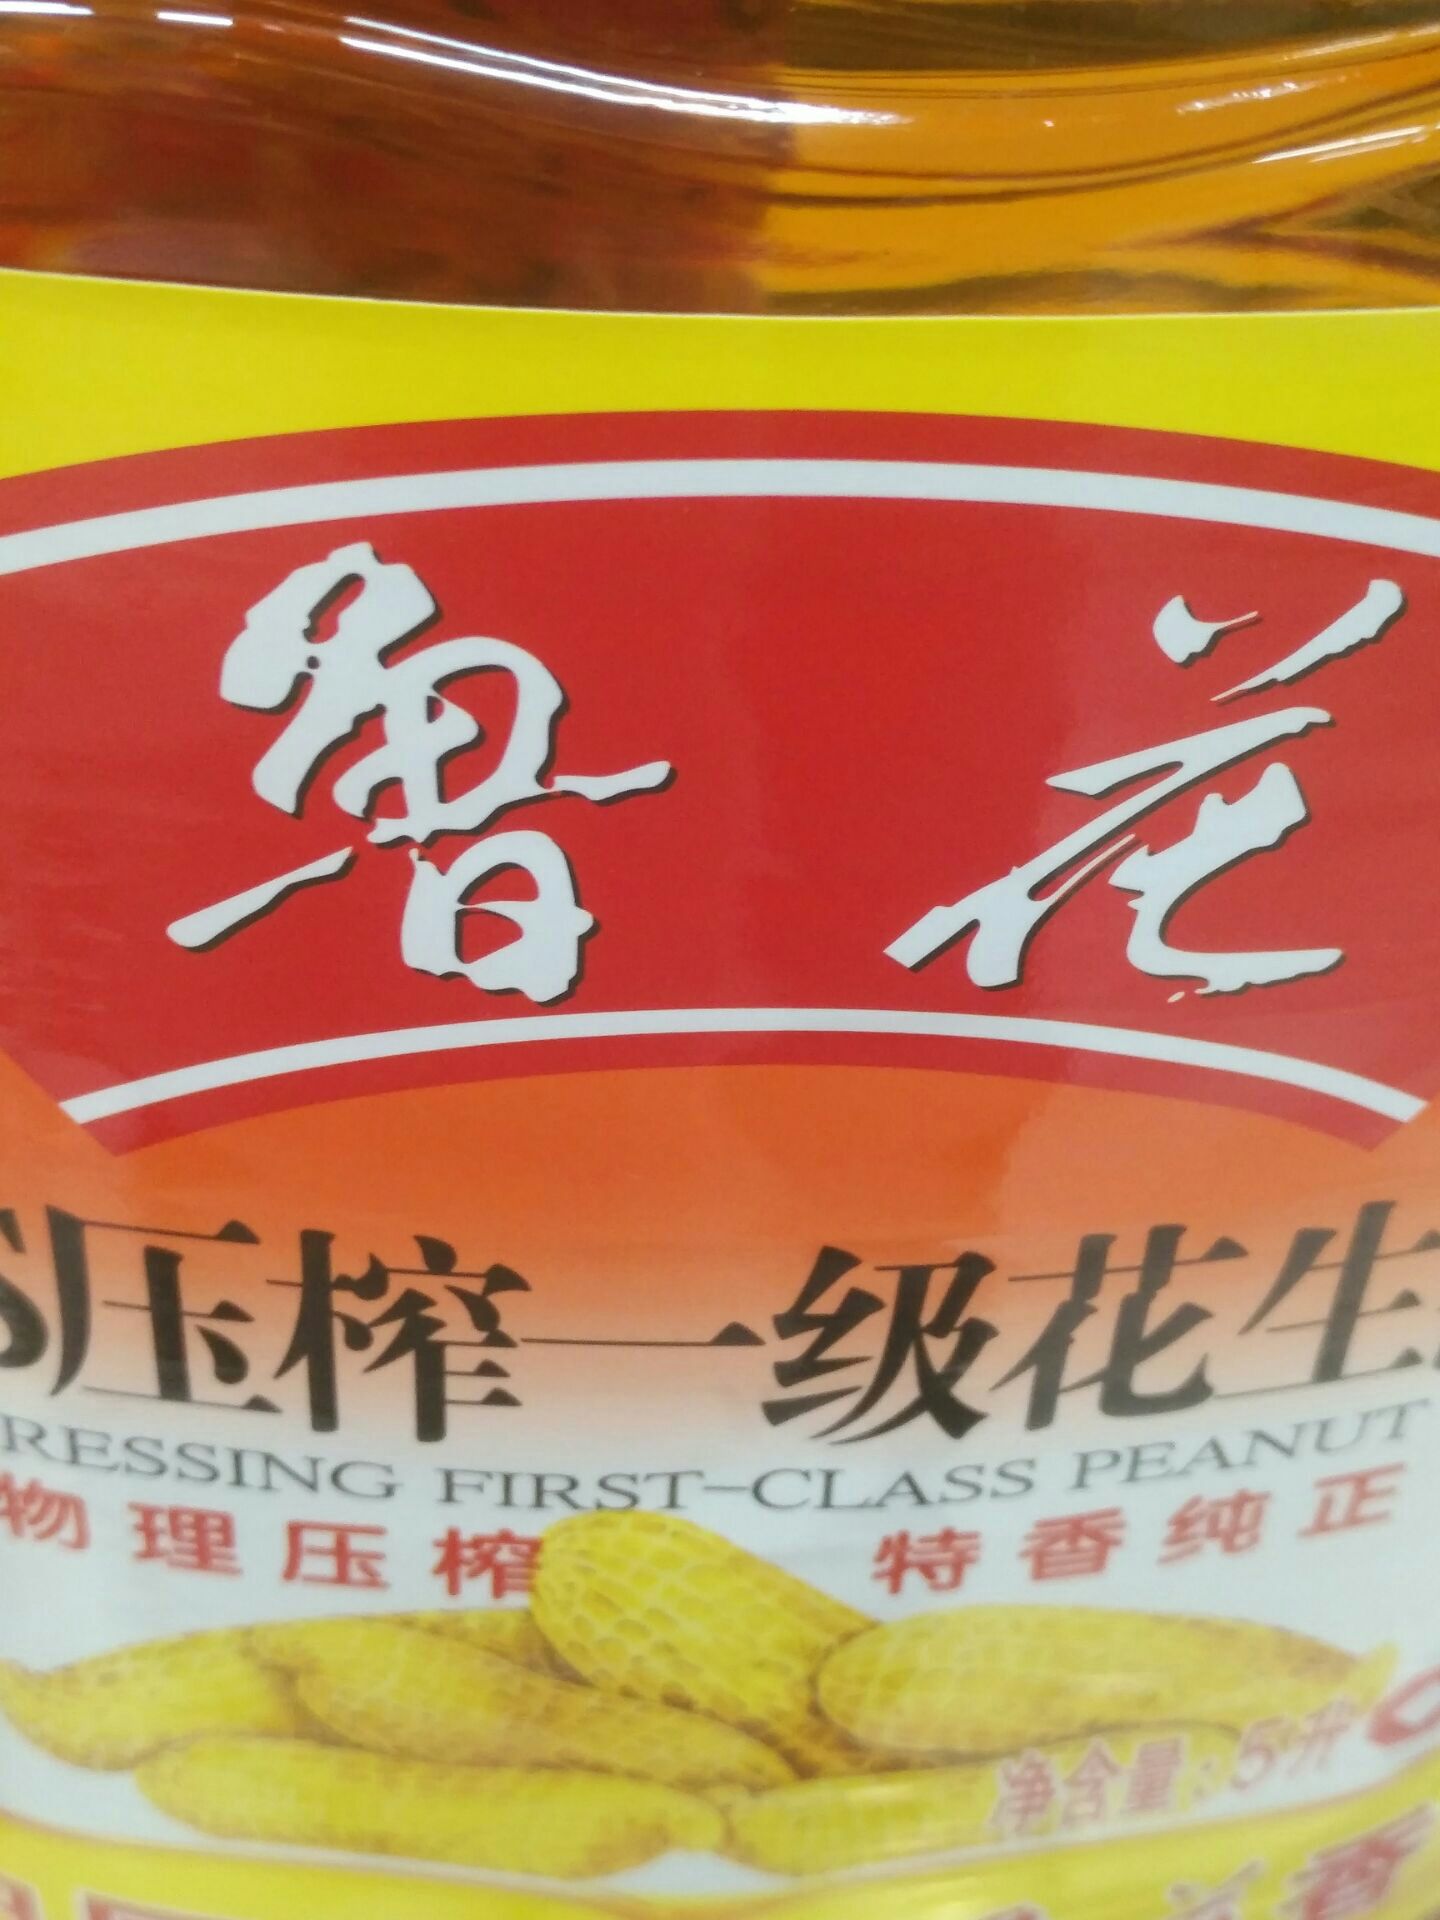 鲁花
压榨一级花生
RESSING FIRST-CLASS PEANUT
物理压榨 特香纯正
净含量:5升
香